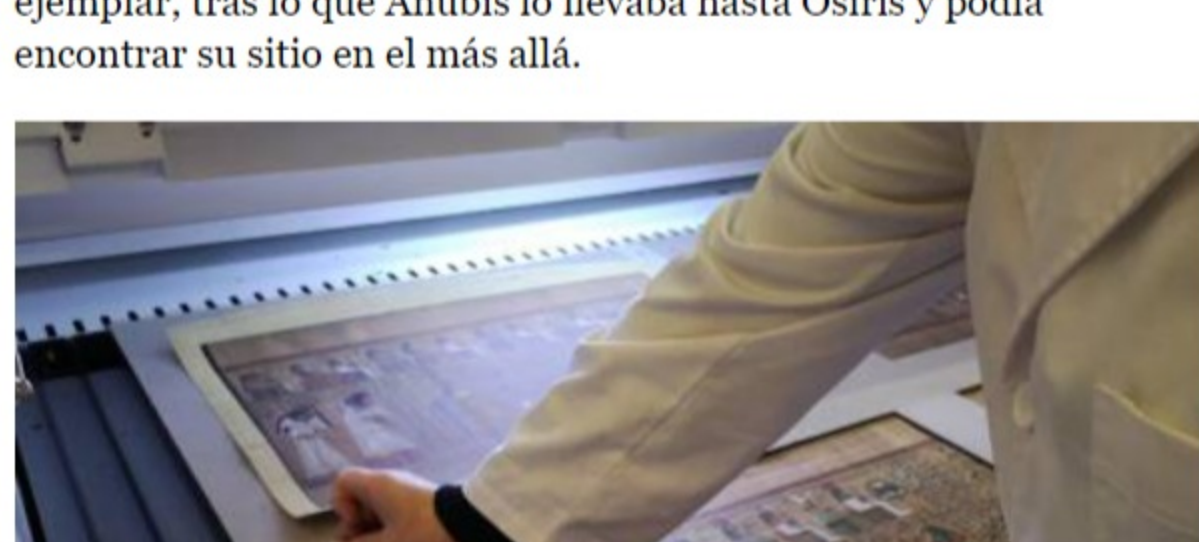 ejemplar, tras lo que Anubis lo llevaba hasta Osiris y podía
encontrar su sitio en el más allá.